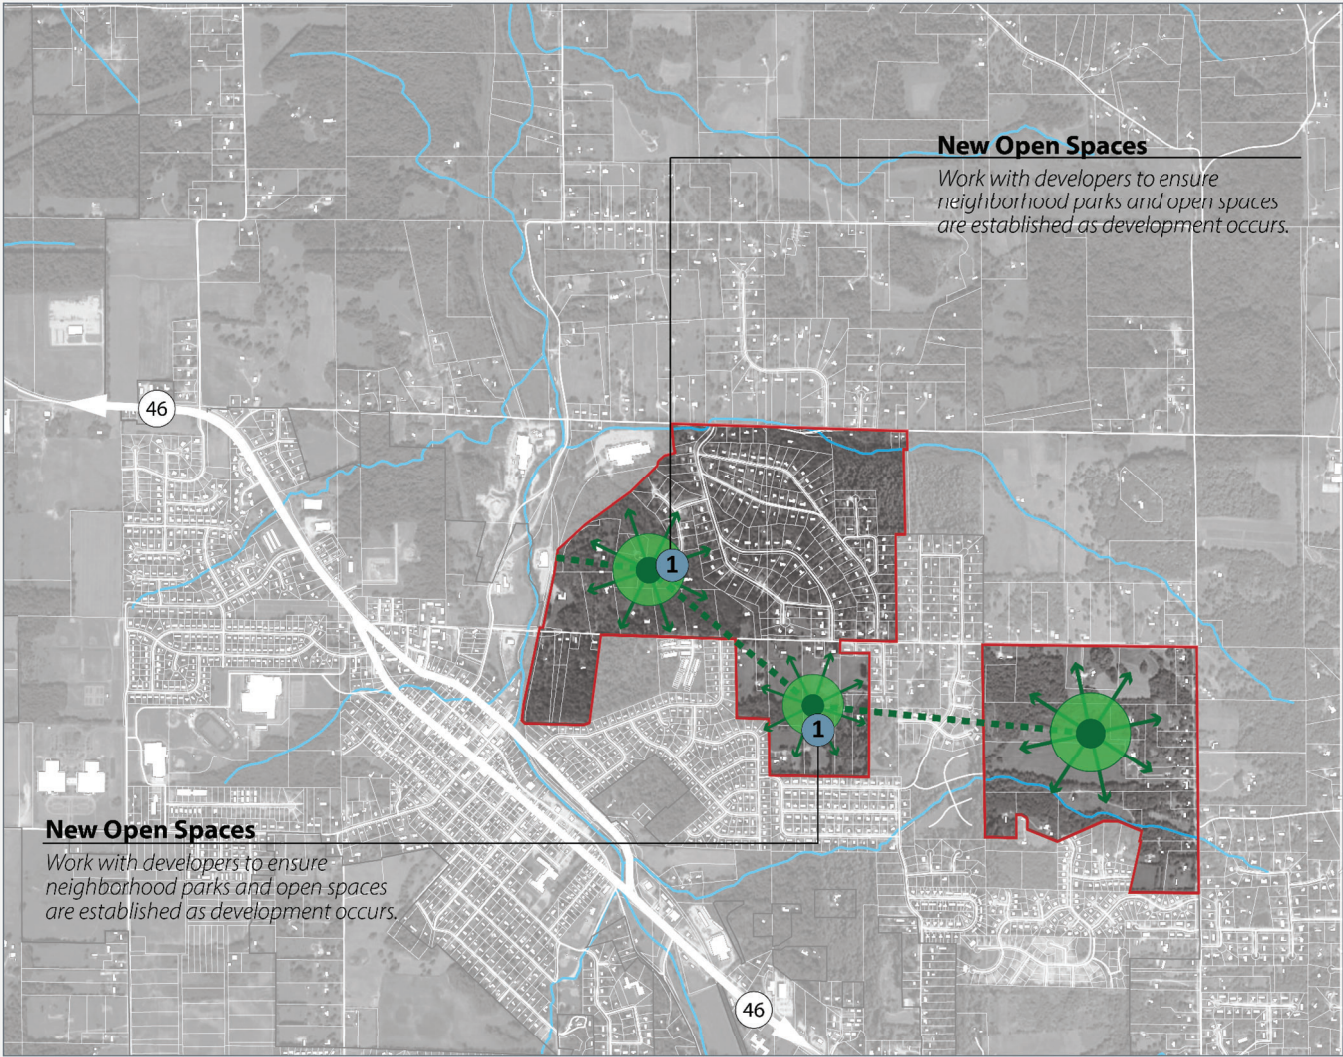 New Open Spaces
Work with developers to ensure
neighborhood parks and open spaces
are established as development occurs.
46
1
1
New Open Spaces
Work with developers to ensure
neighborhood parks and open spaces
are established as development occurs.
46